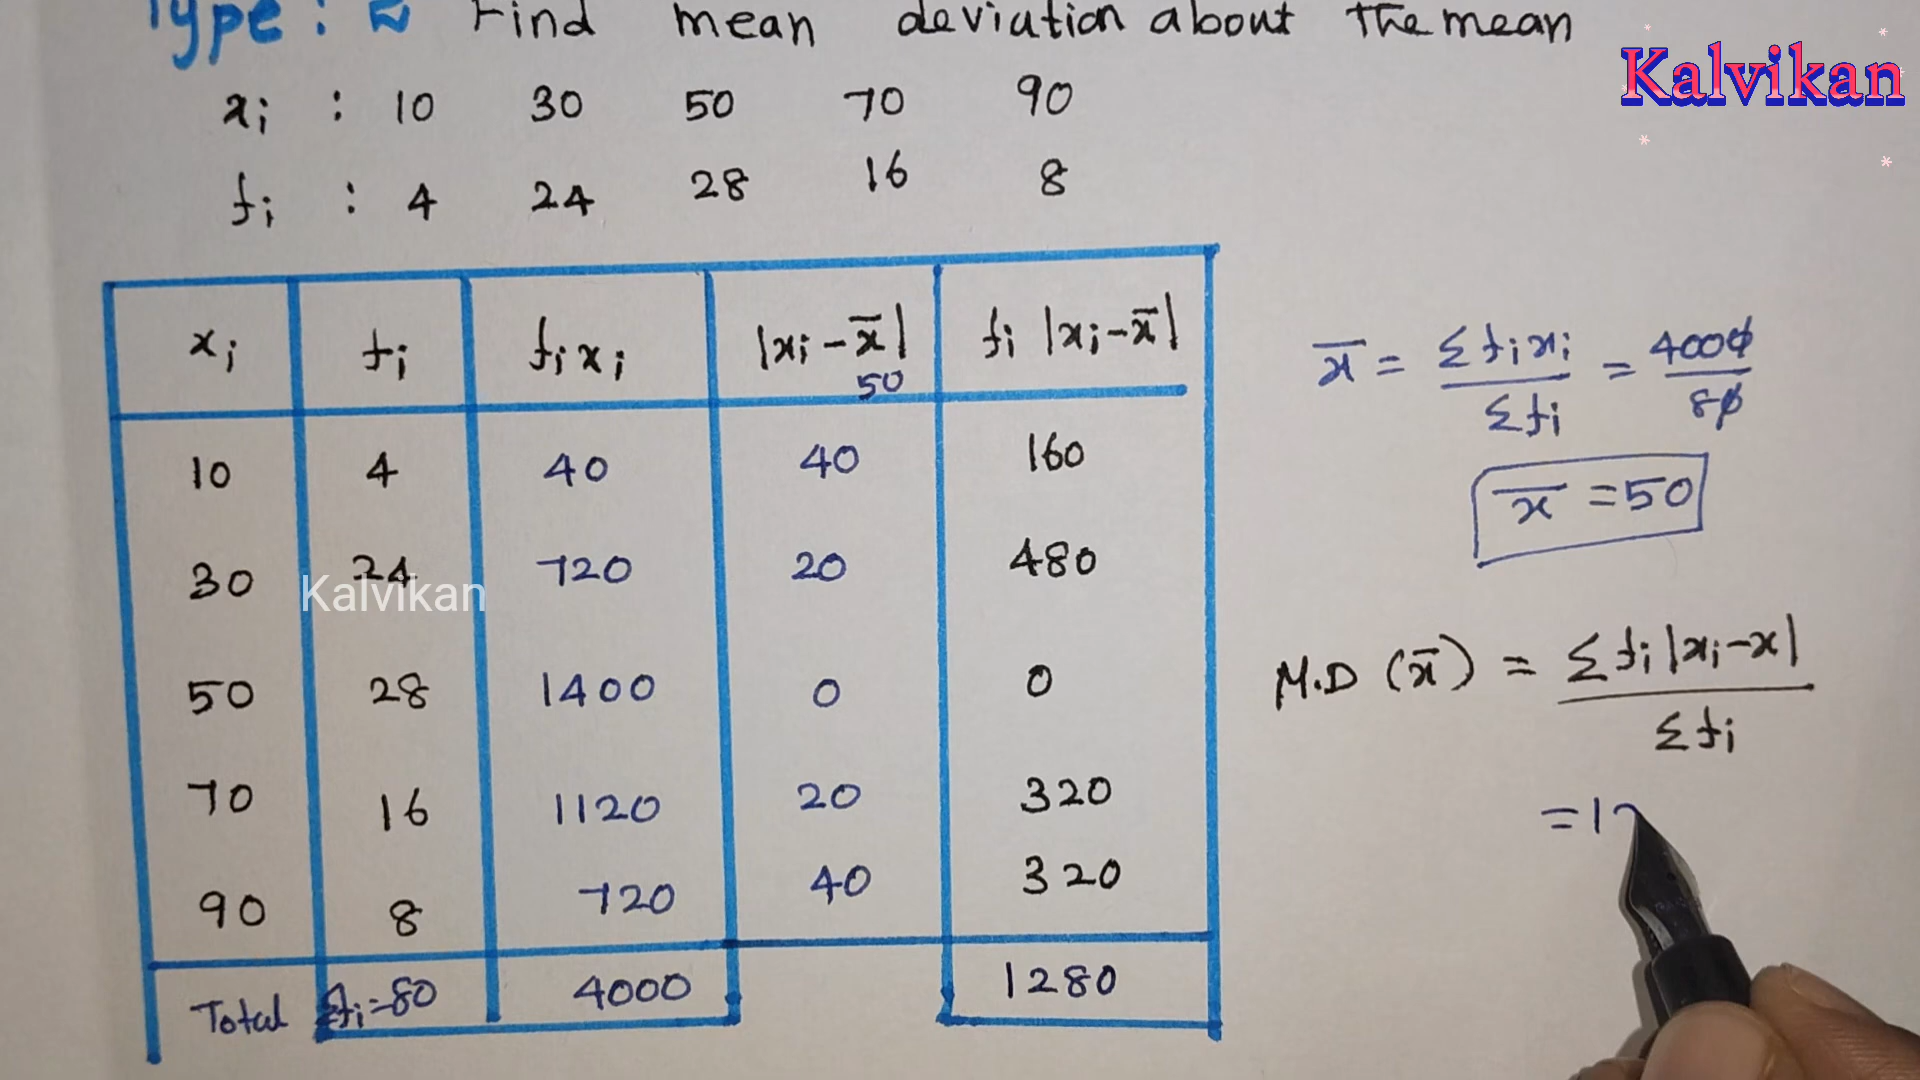 Type: 2 Find mean deviation about the mean
Kalvikan
xi : 10 30 50 70 90
fi : 4 24 28 16 8
xi fi fixi |xi-x̄| fi |xi-x̄|
50
10 4 40 40 160
30 24 720 20 480
Kalvikan
50 28 1400 0 0
70 16 1120 20 320
90 8 720 40 320
Total Σfi=80 4000 1280
x̄ = Σfixi / Σfi = 4000 / 80
x̄ = 50
M.D (x̄) = Σfi|xi-x| / Σfi
= 12